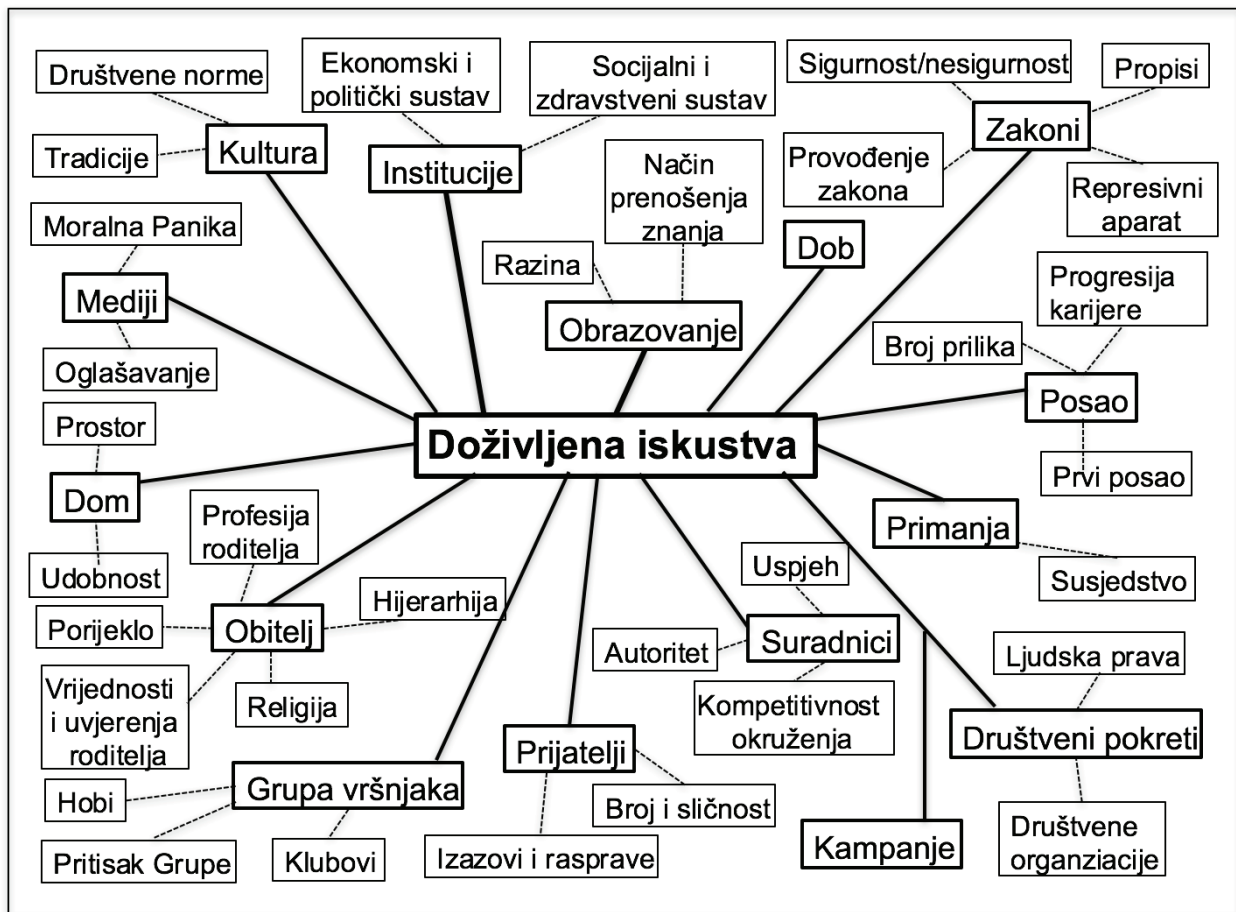 Društvene norme
Ekonomski i
politički sustav
Socijalni i
zdravstveni sustav
Sigurnost/nesigurnost
Propisi
Tradicije
Kultura
Institucije
Zakoni
Način
prenošenja
znanja
Provođenje
zakona
Represivni
aparat
Moralna Panika
Razina
Dob
Mediji
Obrazovanje
Progresija
karijere
Oglašavanje
Broj prilika
Posao
Prostor
Doživljena iskustva
Prvi posao
Dom
Profesija
roditelja
Primanja
Udobnost
Uspjeh
Susjedstvo
Porijeklo
Obitelj
Hijerarhija
Autoritet
Suradnici
Ljudska prava
Vrijednosti
i uvjerenja
roditelja
Religija
Kompetitivnost
okruženja
Prijatelji
Društveni pokreti
Hobi
Grupa vršnjaka
Broj i sličnost
Pritisak Grupe
Klubovi
Izazovi i rasprave
Kampanje
Društvene
organziacije